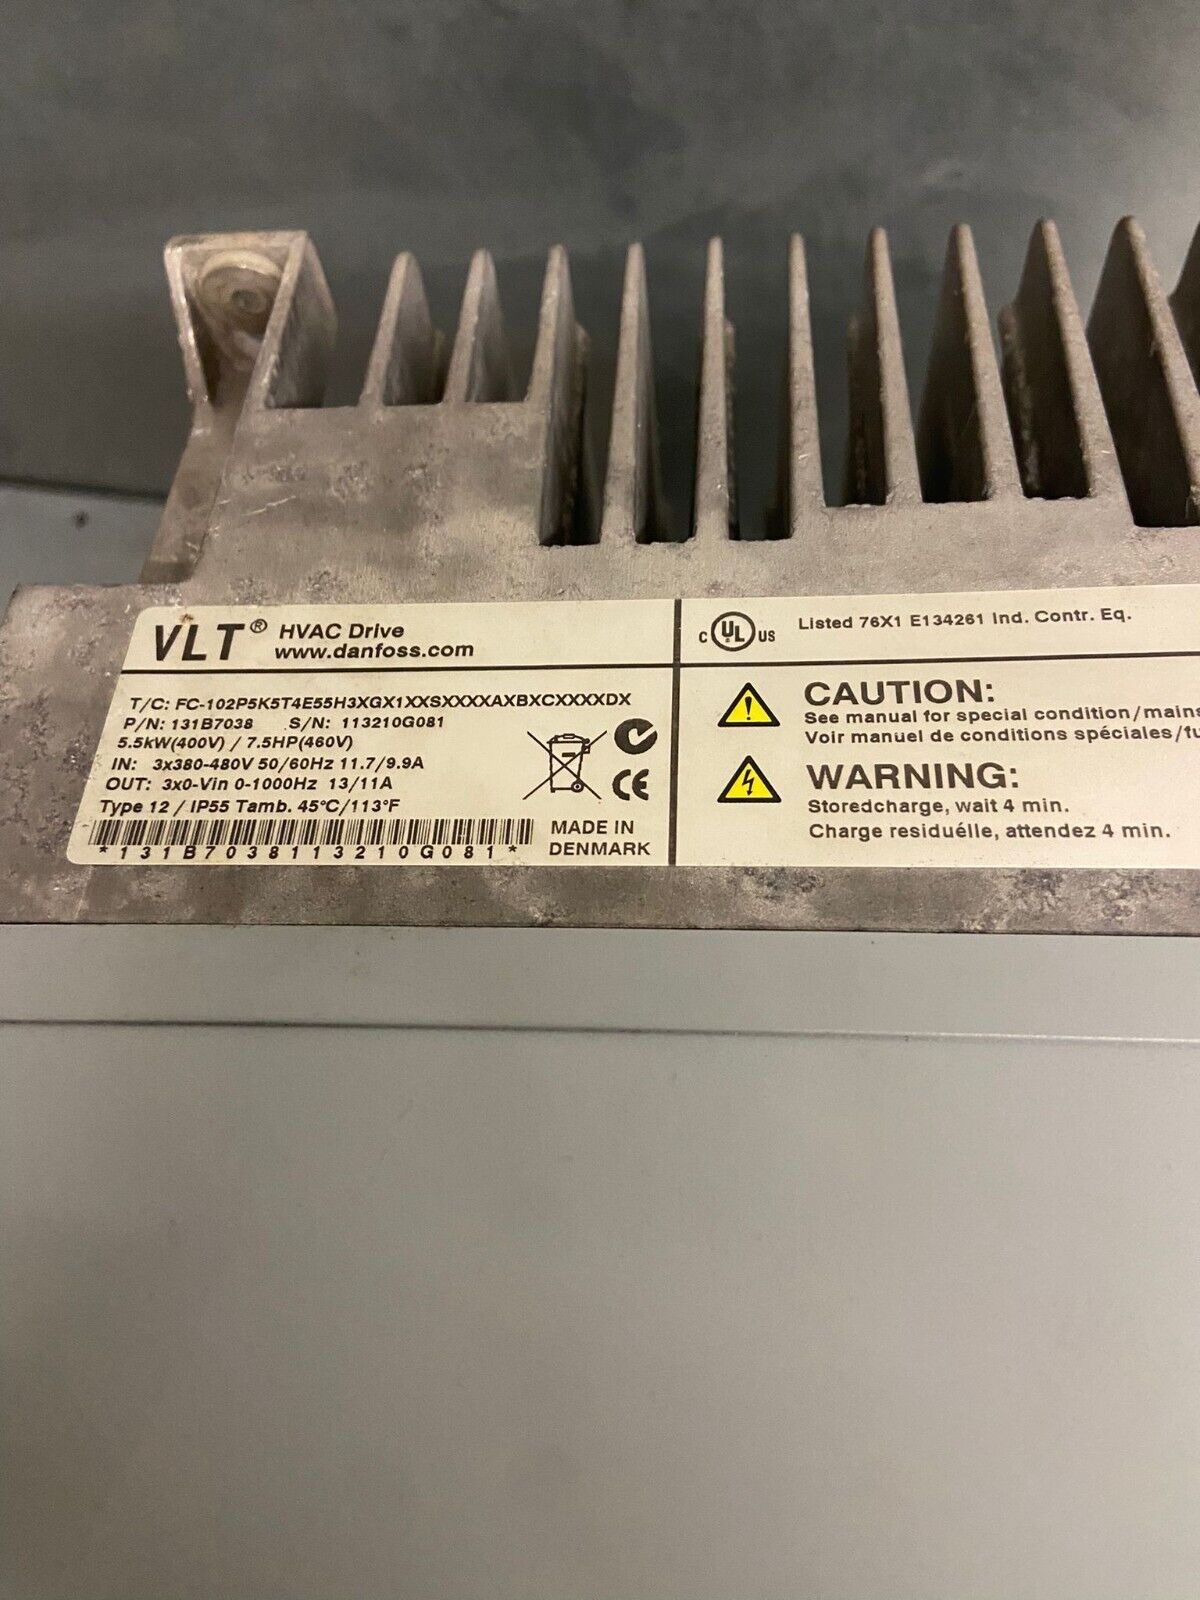 VLT® HVAC Drive
www.danfoss.com
T/C: FC-102P5K5T4E55H3XGX1XXSXXXXAXBXCXXXXDX
P/N: 131B7038 S/N: 113210G081
5.5kW(400V) / 7.5HP(460V)
IN: 3x380-480V 50/60Hz 11.7/9.9A
OUT: 3x0-Vin 0-1000Hz 13/11A
Type 12 / IP55 Tamb. 45°C/113°F
*131B7038113210G081*
MADE IN
DENMARK
CE
c UL US Listed 76X1 E134261 Ind. Contr. Eq.
CAUTION:
See manual for special condition/mains
Voir manuel de conditions spéciales/fu
WARNING:
Storedcharge, wait 4 min.
Charge residuélle, attendez 4 min.